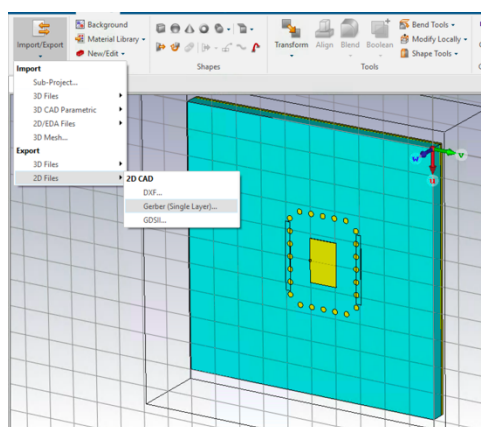 Import/Export
Background
Material Library
New/Edit
Shapes
Transform
Align
Blend
Boolean
Bend Tools
Modify Locally
Shape Tools
Tools
Import
Sub-Project...
3D Files
3D CAD Parametric
2D/EDA Files
3D Mesh...
Export
3D Files
2D Files
2D CAD
DXF...
Gerber (Single Layer)...
GDSII...
w
v
u